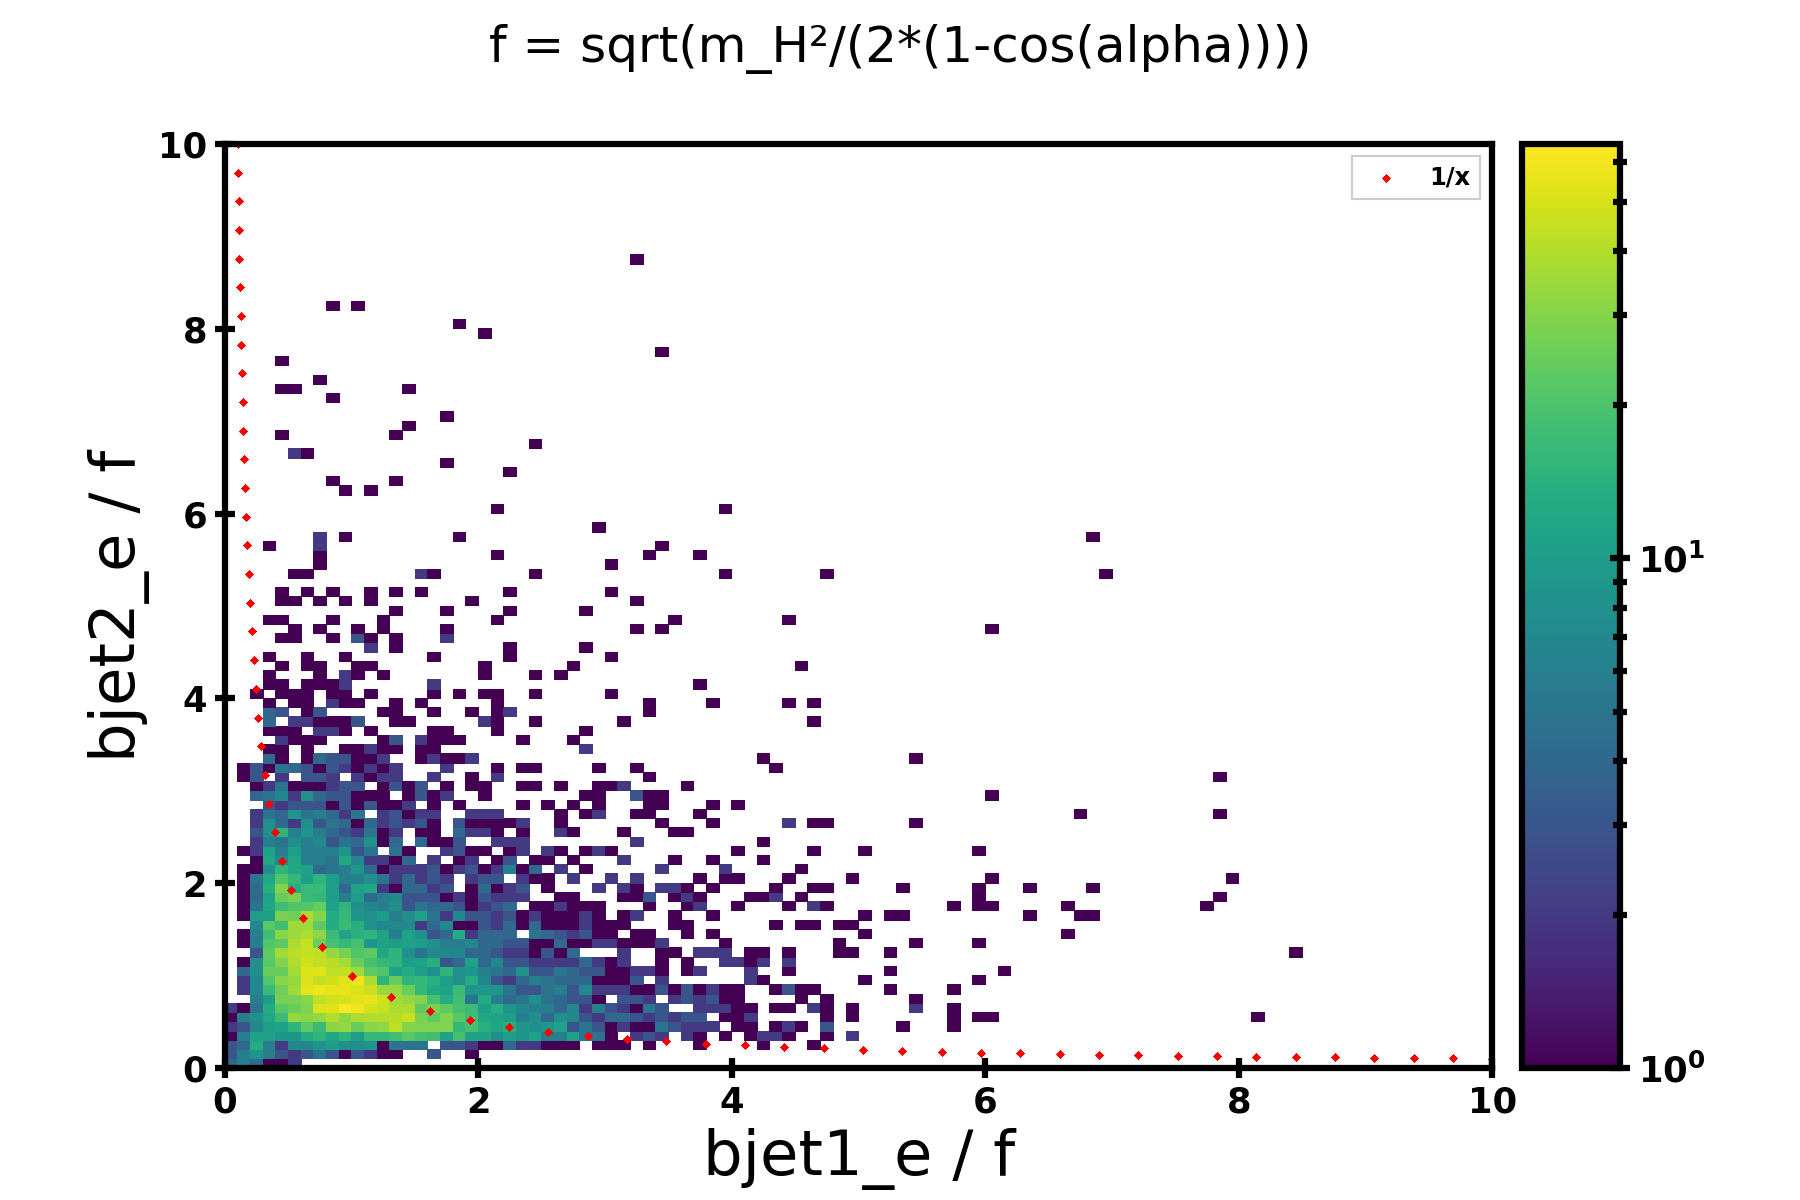 f = sqrt(m_H²/(2*(1-cos(alpha))))
10
8
6
4
2
0
bjet2_e / f
1/x
10¹
10⁰
0 2 4 6 8 10
bjet1_e / f